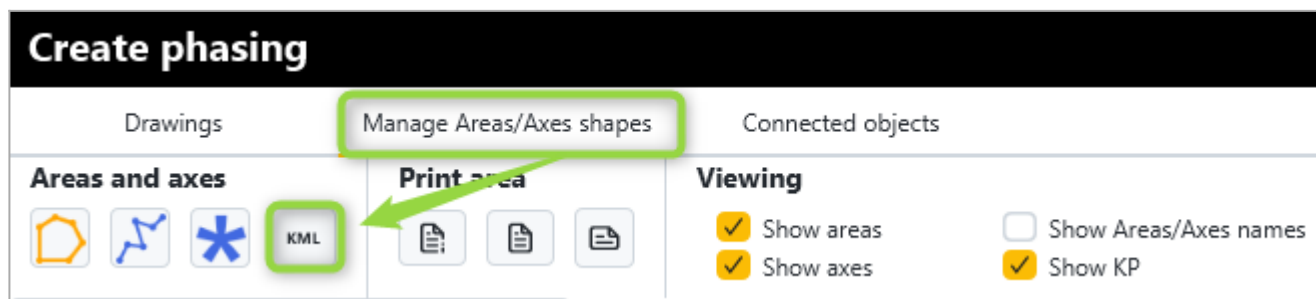 Create phasing
Drawings
Manage Areas/Axes shapes
Connected objects
Areas and axes
KML
Print area
Viewing
Show areas
Show Areas/Axes names
Show axes
Show KP